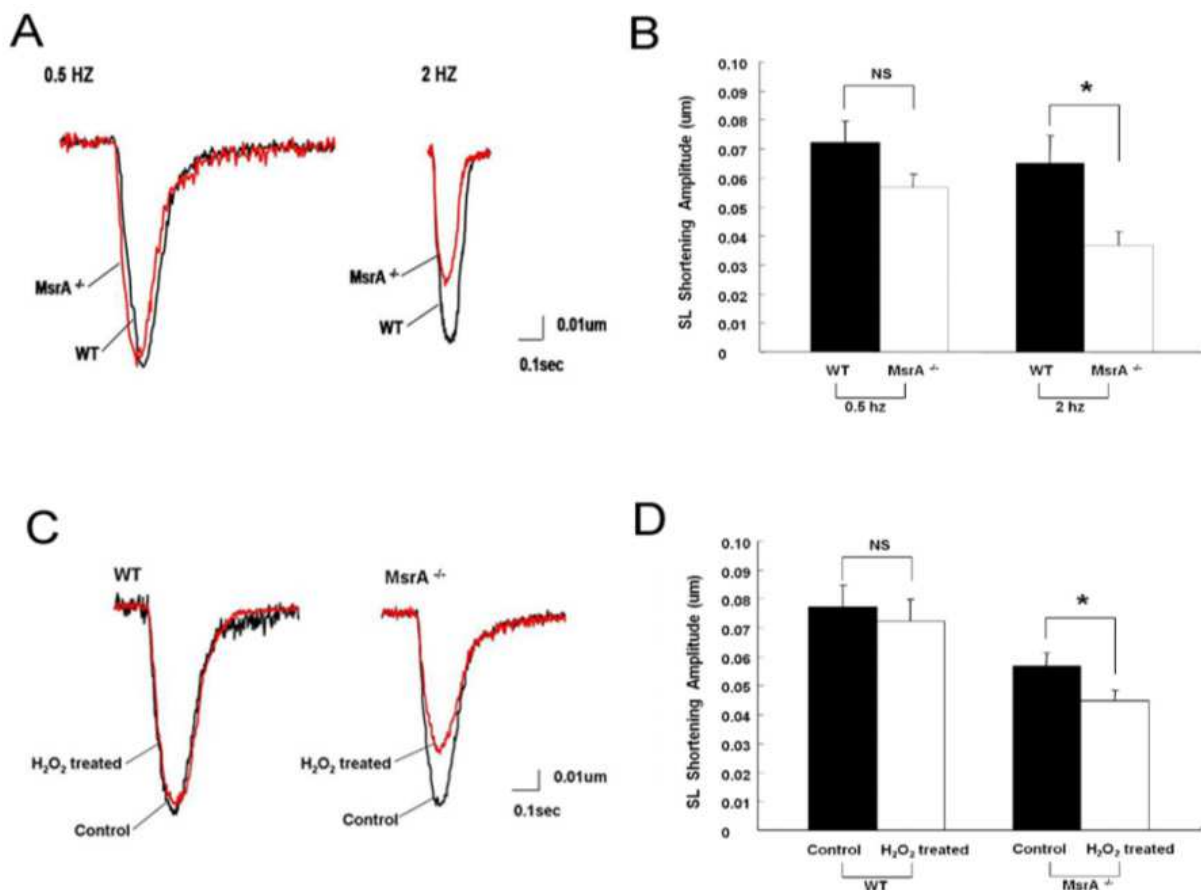 A
0.5 HZ
2 HZ
MsrA -/-
WT
MsrA -/-
WT
0.01um
0.1sec
B
SL Shortening Amplitude (um)
0.10
0.09
0.08
0.07
0.06
0.05
0.04
0.03
0.02
0.01
0
NS
*
WT
MsrA -/-
WT
MsrA -/-
0.5 hz
2 hz
C
WT
MsrA -/-
H₂O₂ treated
Control
H₂O₂ treated
Control
0.01um
0.1sec
D
SL Shortening Amplitude (um)
0.10
0.09
0.08
0.07
0.06
0.05
0.04
0.03
0.02
0.01
0
NS
*
Control
H₂O₂ treated
Control
H₂O₂ treated
WT
MsrA -/-